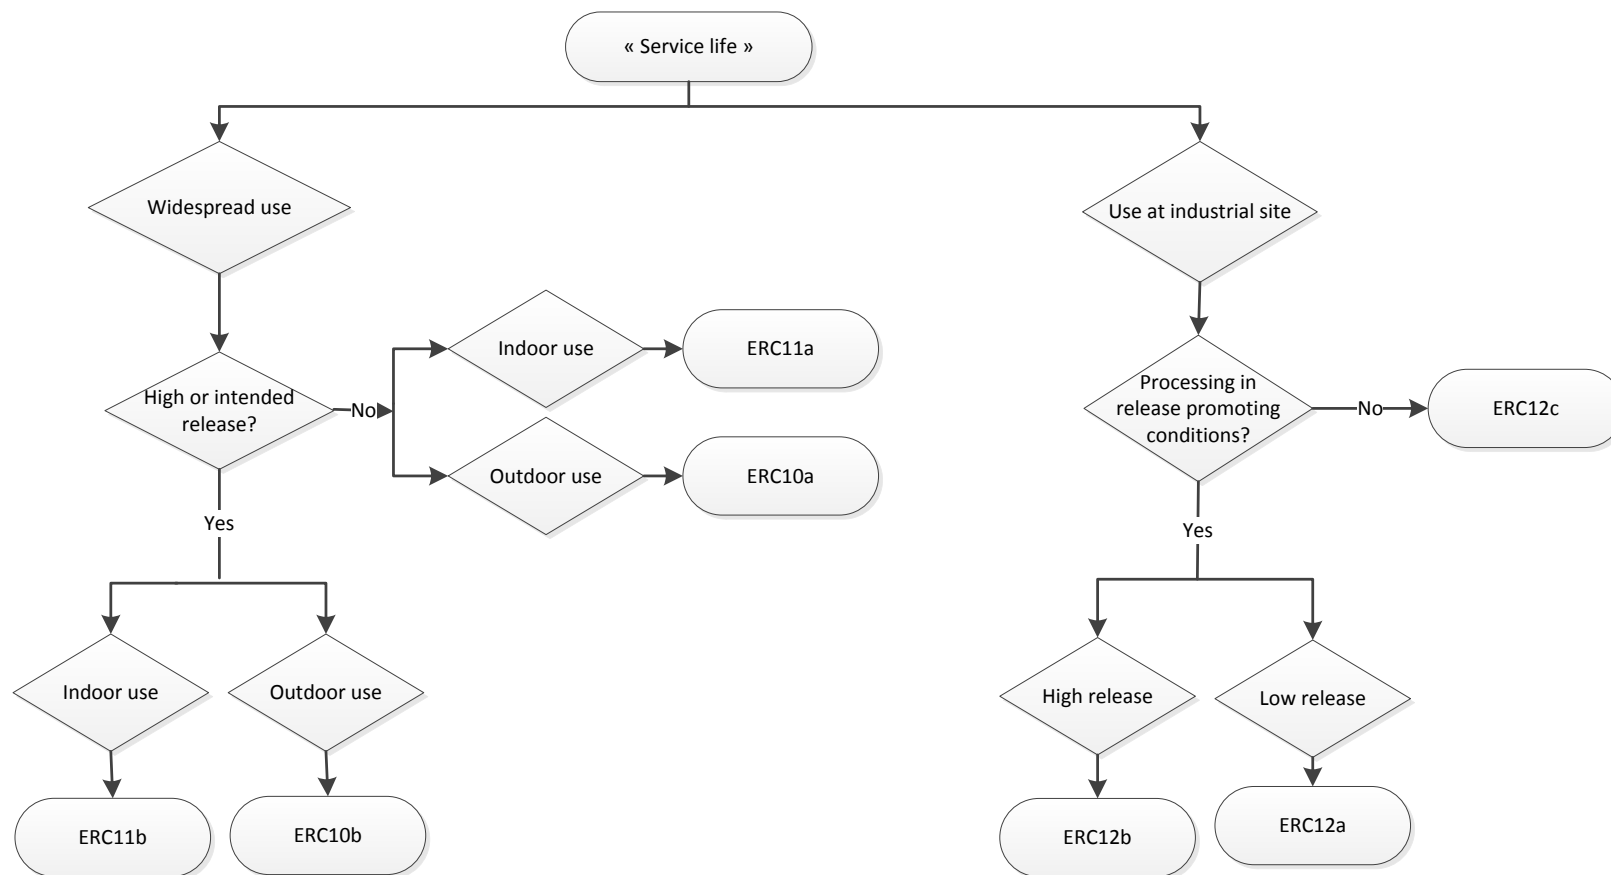 « Service life »
Widespread use
Use at industrial site
High or intended
release?
No
Indoor use
ERC11a
Outdoor use
ERC10a
Processing in
release promoting
conditions?
No
ERC12c
Yes
Yes
Indoor use
Outdoor use
High release
Low release
ERC11b
ERC10b
ERC12b
ERC12a